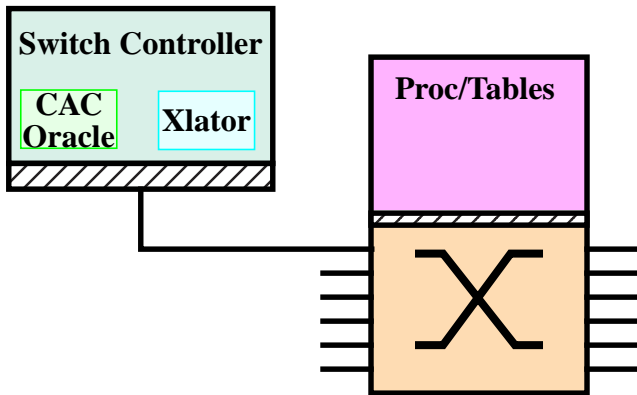 Switch Controller
CAC
Oracle
Xlator
Proc/Tables